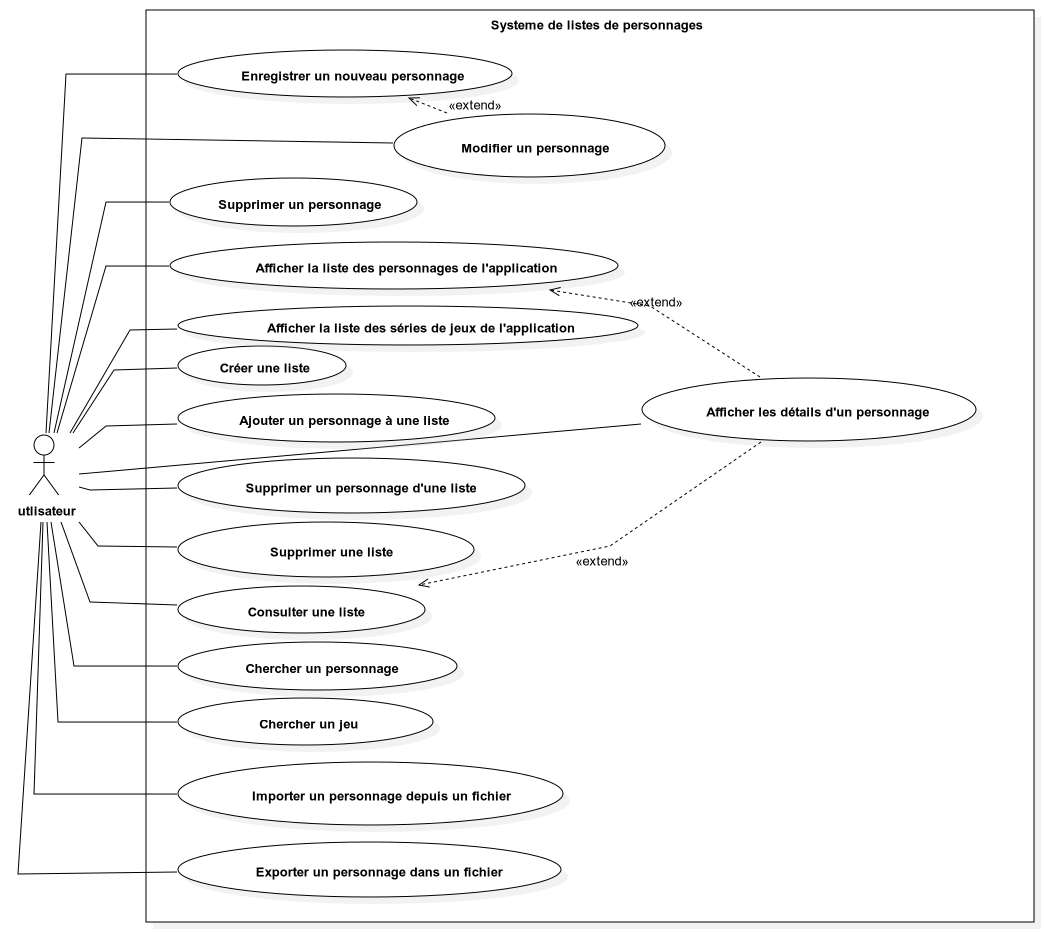 Systeme de listes de personnages
Enregistrer un nouveau personnage
«extend»
Modifier un personnage
Supprimer un personnage
Afficher la liste des personnages de l'application
«extend»
Afficher la liste des séries de jeux de l'application
Créer une liste
Afficher les détails d'un personnage
Ajouter un personnage à une liste
Supprimer un personnage d'une liste
utlisateur
Supprimer une liste
«extend»
Consulter une liste
Chercher un personnage
Chercher un jeu
Importer un personnage depuis un fichier
Exporter un personnage dans un fichier